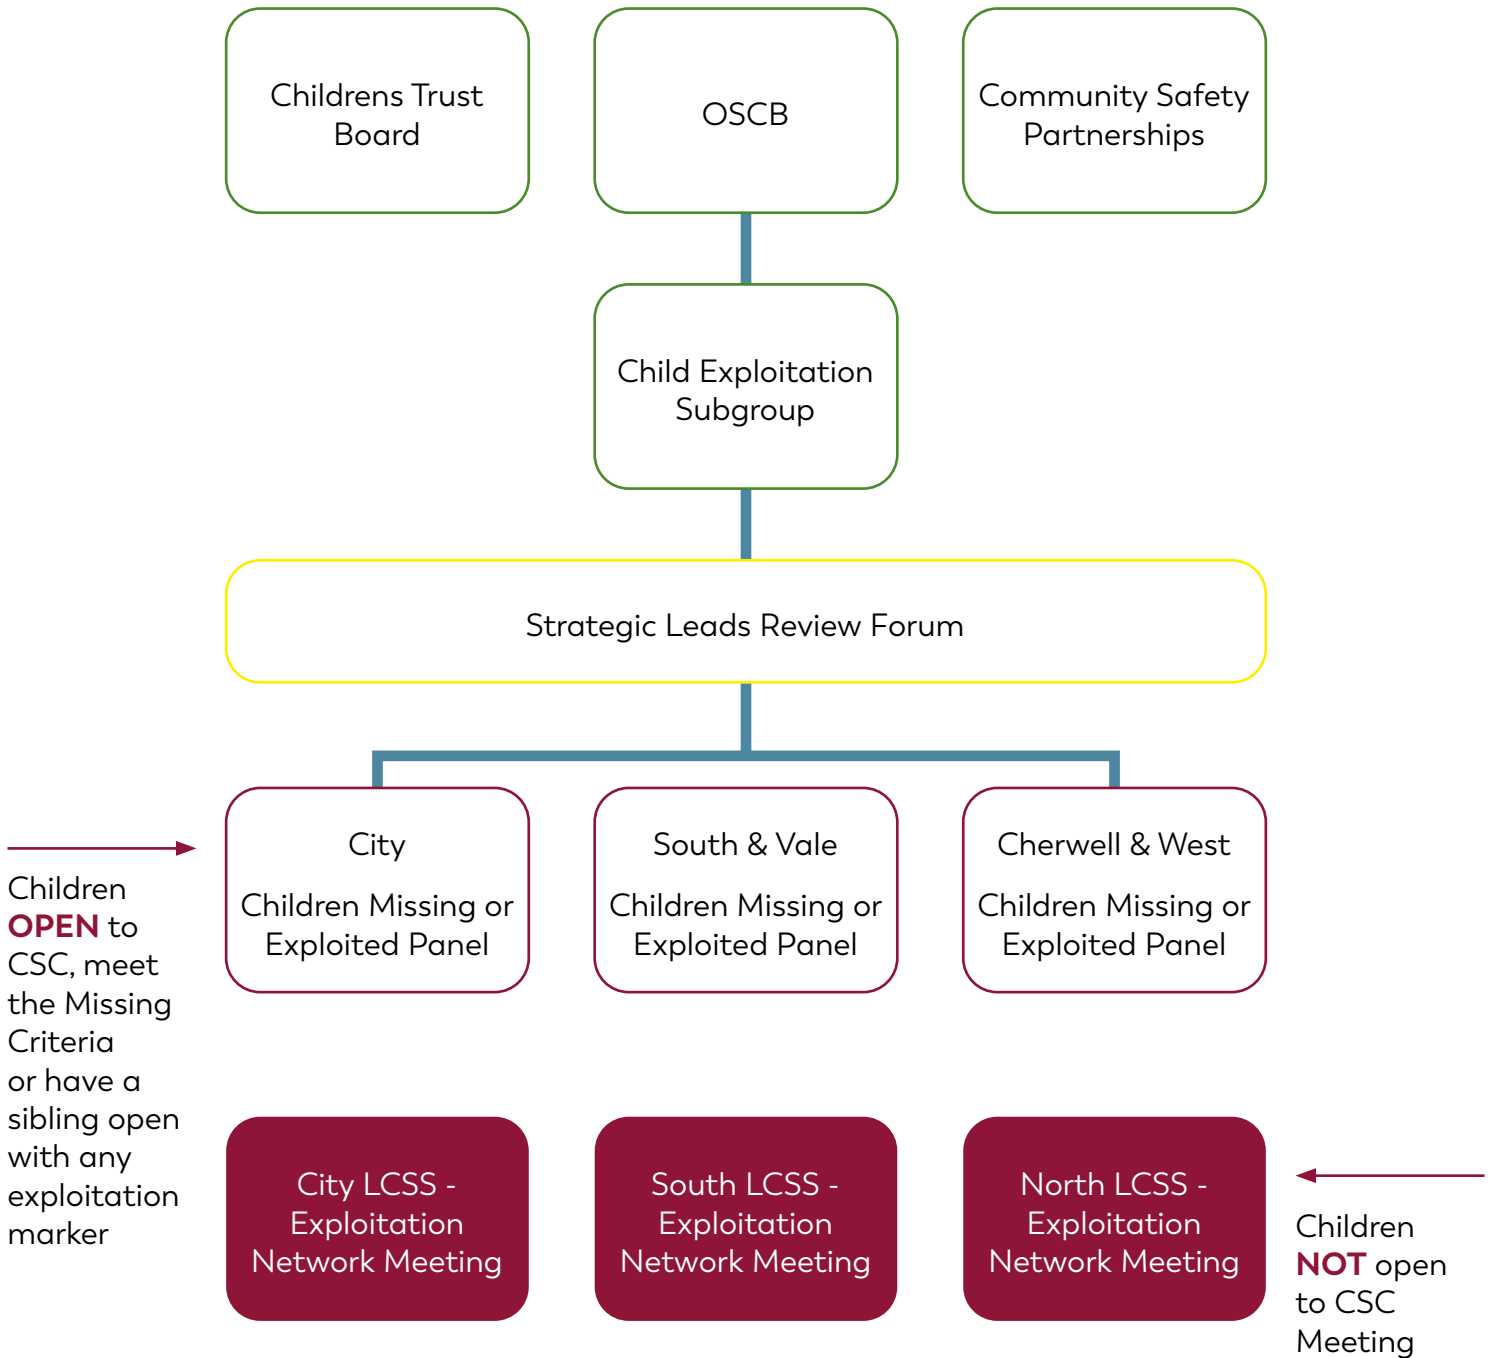 Childrens Trust
Board
OSCB
Community Safety
Partnerships
Child Exploitation
Subgroup
Strategic Leads Review Forum
City
Children Missing or
Exploited Panel
South & Vale
Children Missing or
Exploited Panel
Cherwell & West
Children Missing or
Exploited Panel
Children
OPEN to
CSC, meet
the Missing
Criteria
or have a
sibling open
with any
exploitation
marker
City LCSS -
Exploitation
Network Meeting
South LCSS -
Exploitation
Network Meeting
North LCSS -
Exploitation
Network Meeting
Children
NOT open
to CSC
Meeting